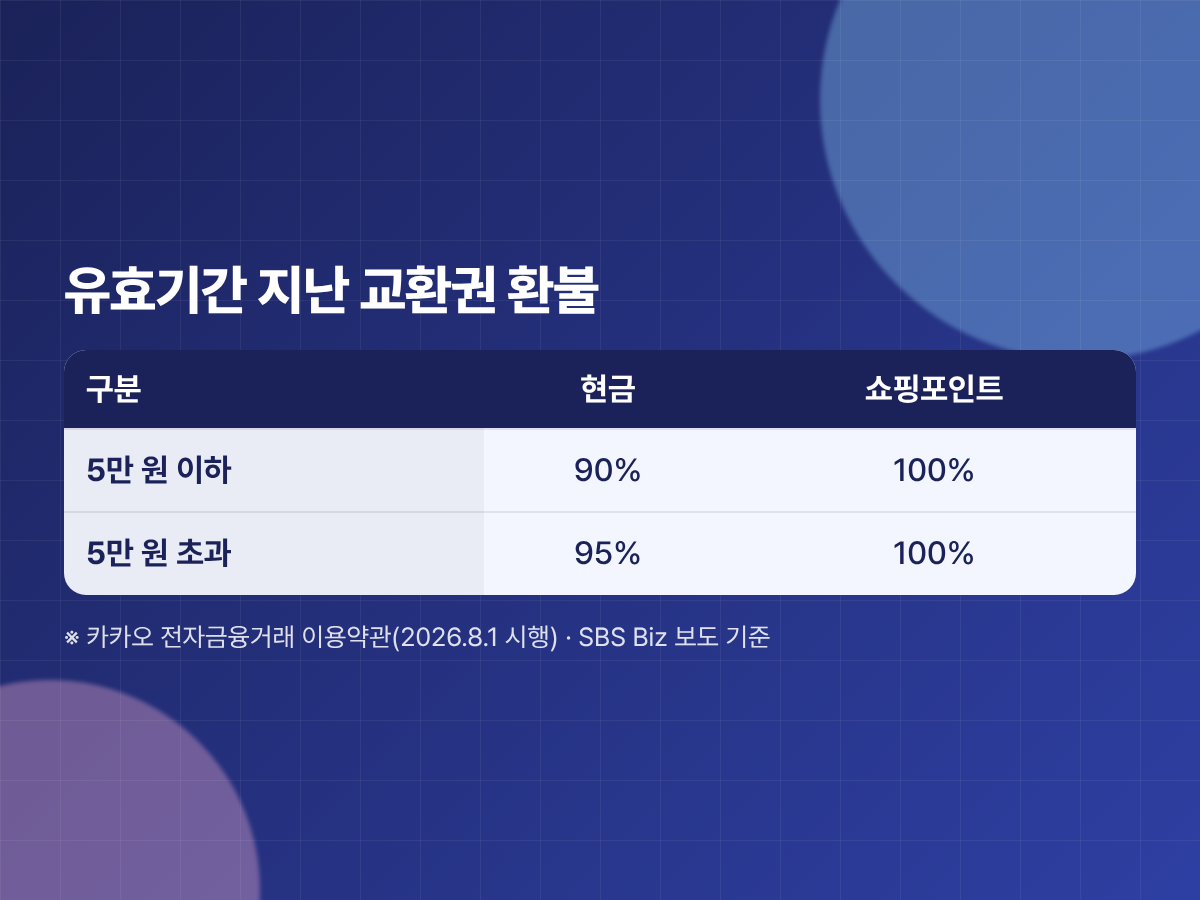 유효기간 지난 교환권 환불
구분 현금 쇼핑포인트
5만 원 이하 90% 100%
5만 원 초과 95% 100%
※ 카카오 전자금융거래 이용약관(2026.8.1 시행) · SBS Biz 보도 기준